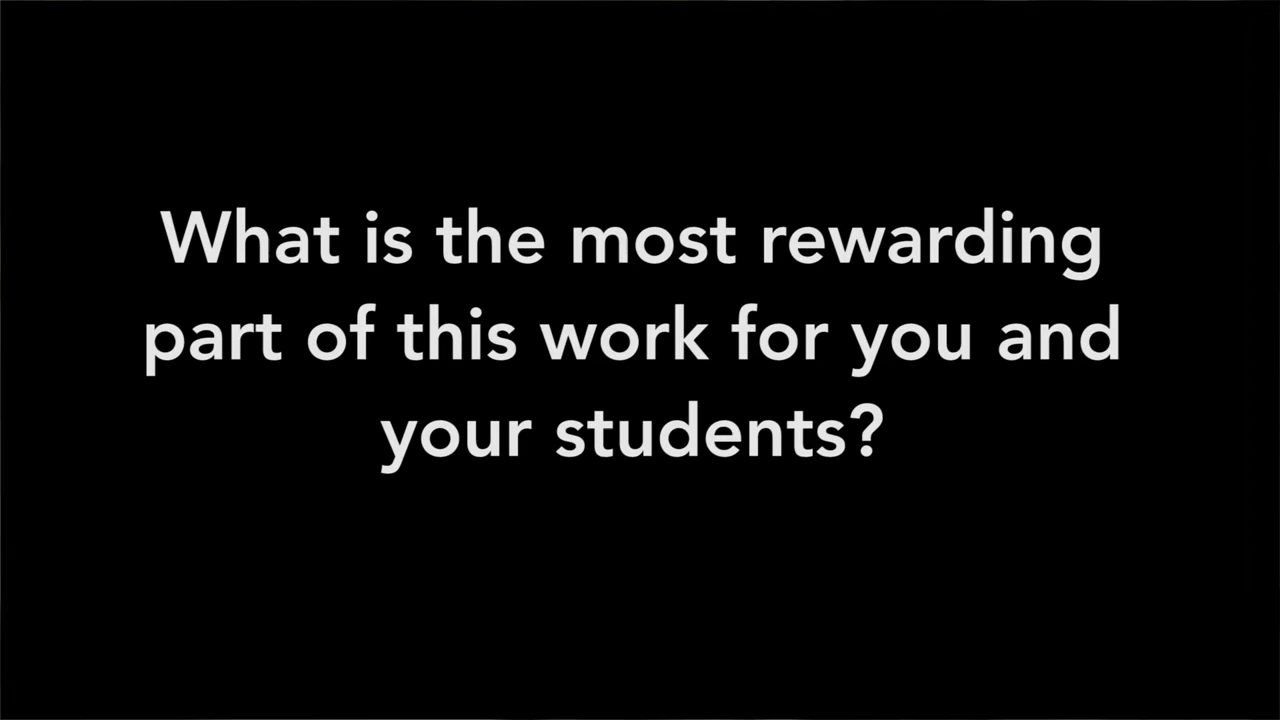 What is the most rewarding
part of this work for you and
your students?